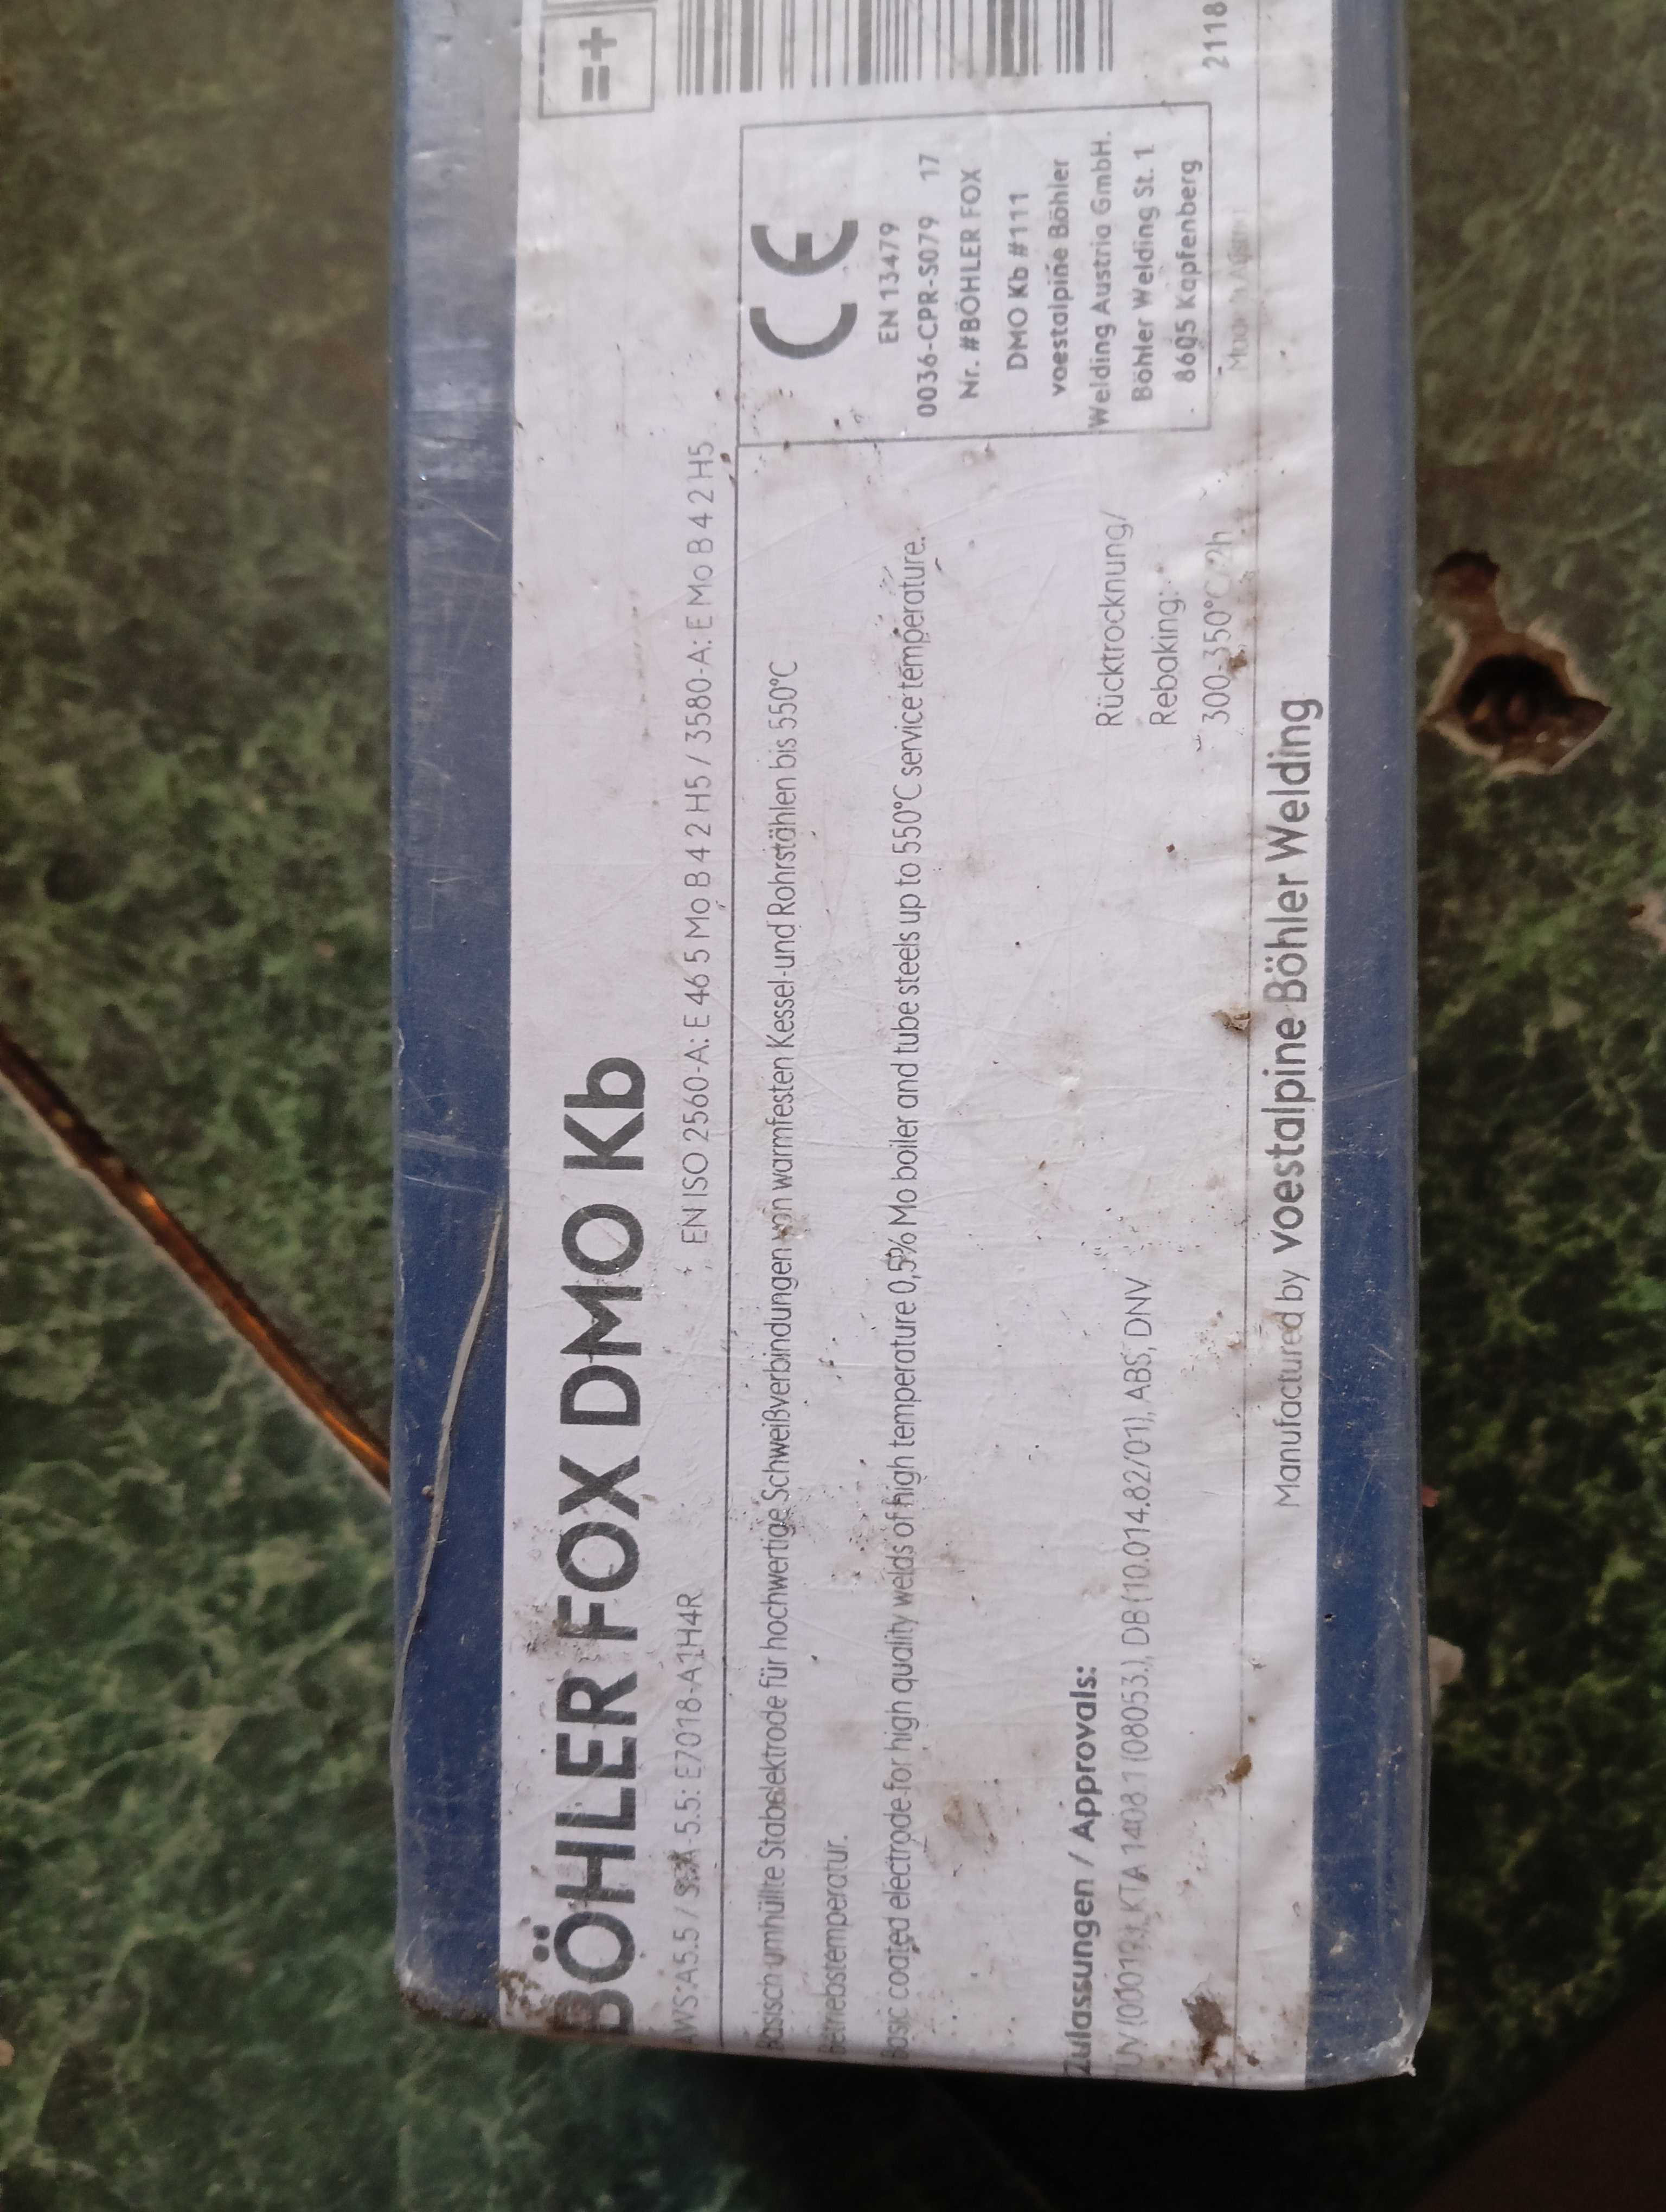 BÖHLER FOX DMO Kb
=+
AWS A5.5 / 5.5: E7018-A1H4R
EN ISO 2560-A: E 46 5 Mo B 4 2 H5 / 3580-A: E Mo B 4 2 H5
Basisch umhüllte Stabelektrode für hochwertige Schweißverbindungen von warmfesten Kessel-und Rohrstählen bis 550°C
Betriebstemperatur.
Basic coated electrode for high quality welds of high temperature 0,5% Mo boiler and tube steels up to 550°C service temperature.
Zulassungen / Approvals:
KTA 1408 1 (08053.), DB (10.014.82/01), ABS, DNV
Rücktrocknung/
Rebaking:
300-350°C/2h
CE
EN 13479
0036-CPR-S079 17
Nr. #BÖHLER FOX
DMO Kb #111
voestalpine Böhler
Welding Austria GmbH.
Böhler Welding St. 1
8605 Kapfenberg
2118
Manufactured by voestalpine Böhler Welding